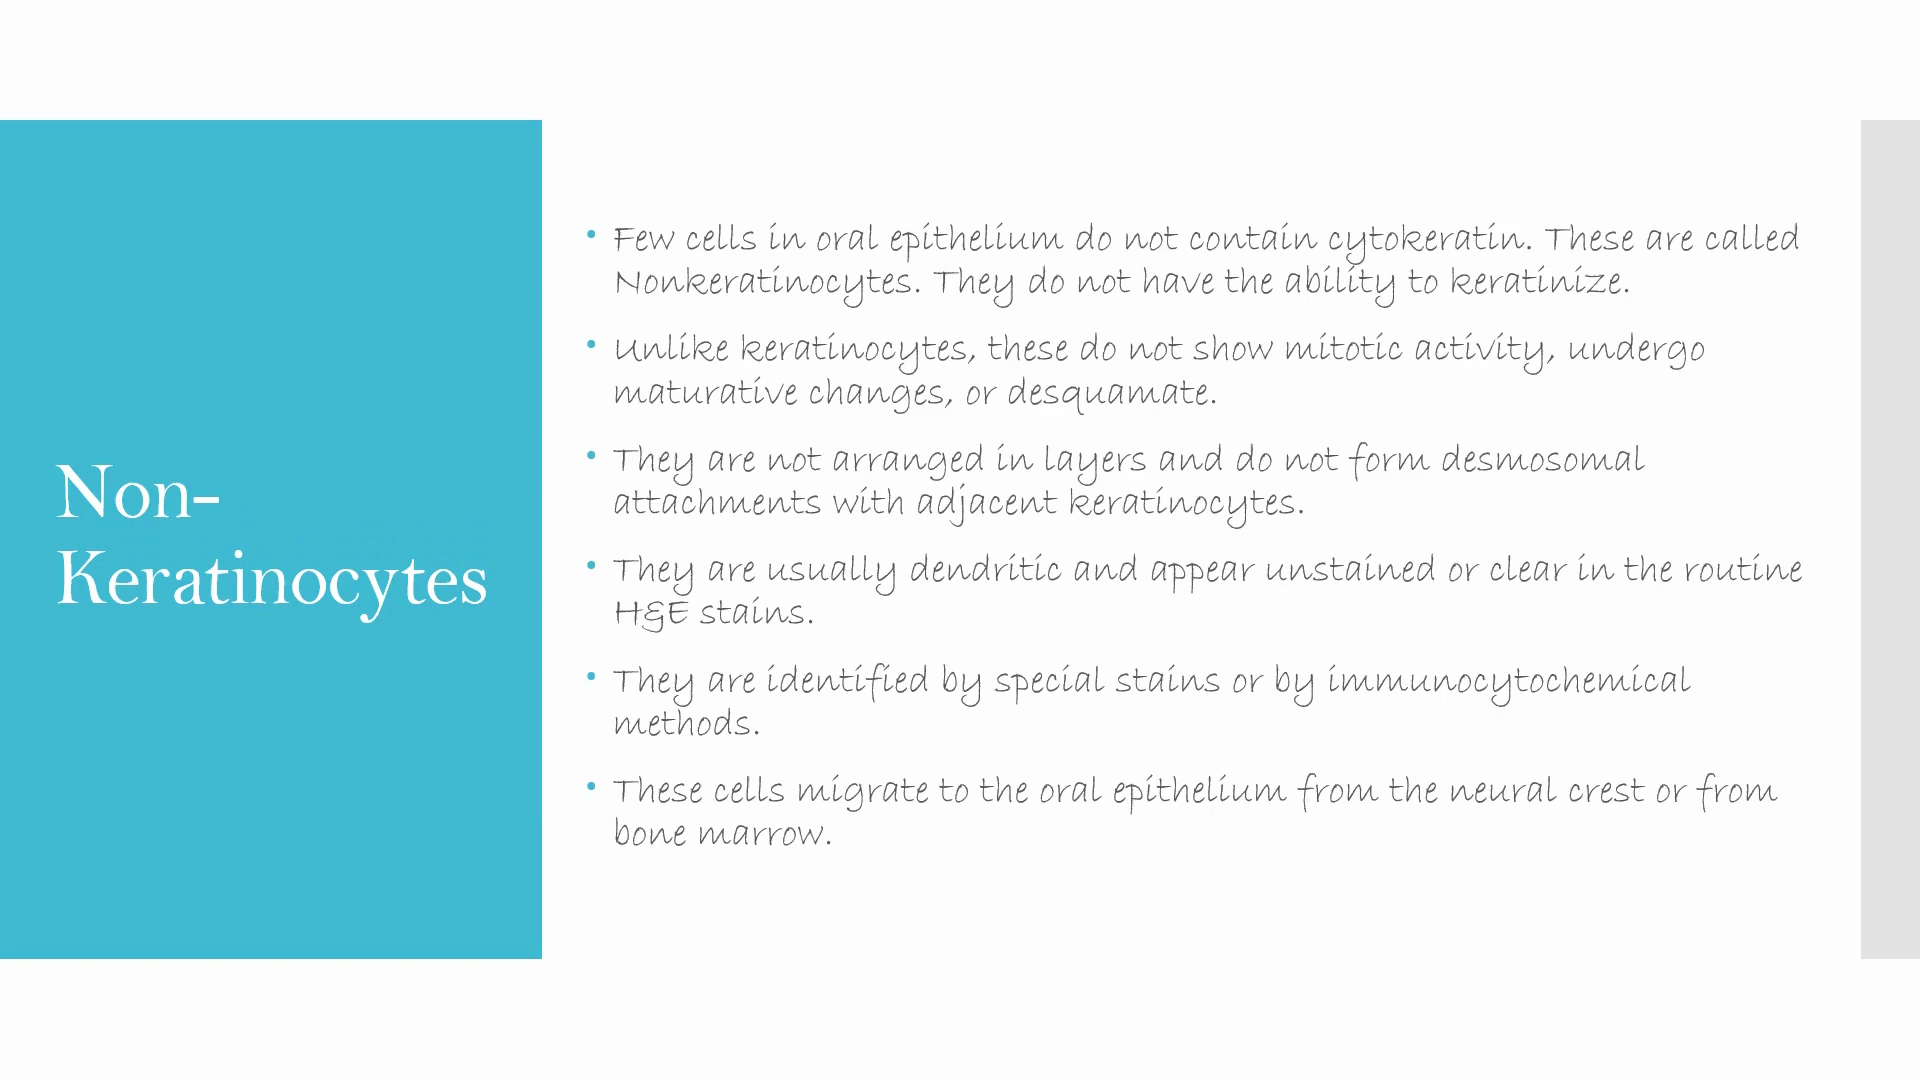 Non-
Keratinocytes
• Few cells in oral epithelium do not contain cytokeratin. These are called
Nonkeratinocytes. They do not have the ability to keratinize.
• Unlike keratinocytes, these do not show mitotic activity, undergo
maturative changes, or desquamate.
• They are not arranged in layers and do not form desmosomal
attachments with adjacent keratinocytes.
• They are usually dendritic and appear unstained or clear in the routine
H&E stains.
• They are identified by special stains or by immunocytochemical
methods.
• These cells migrate to the oral epithelium from the neural crest or from
bone marrow.